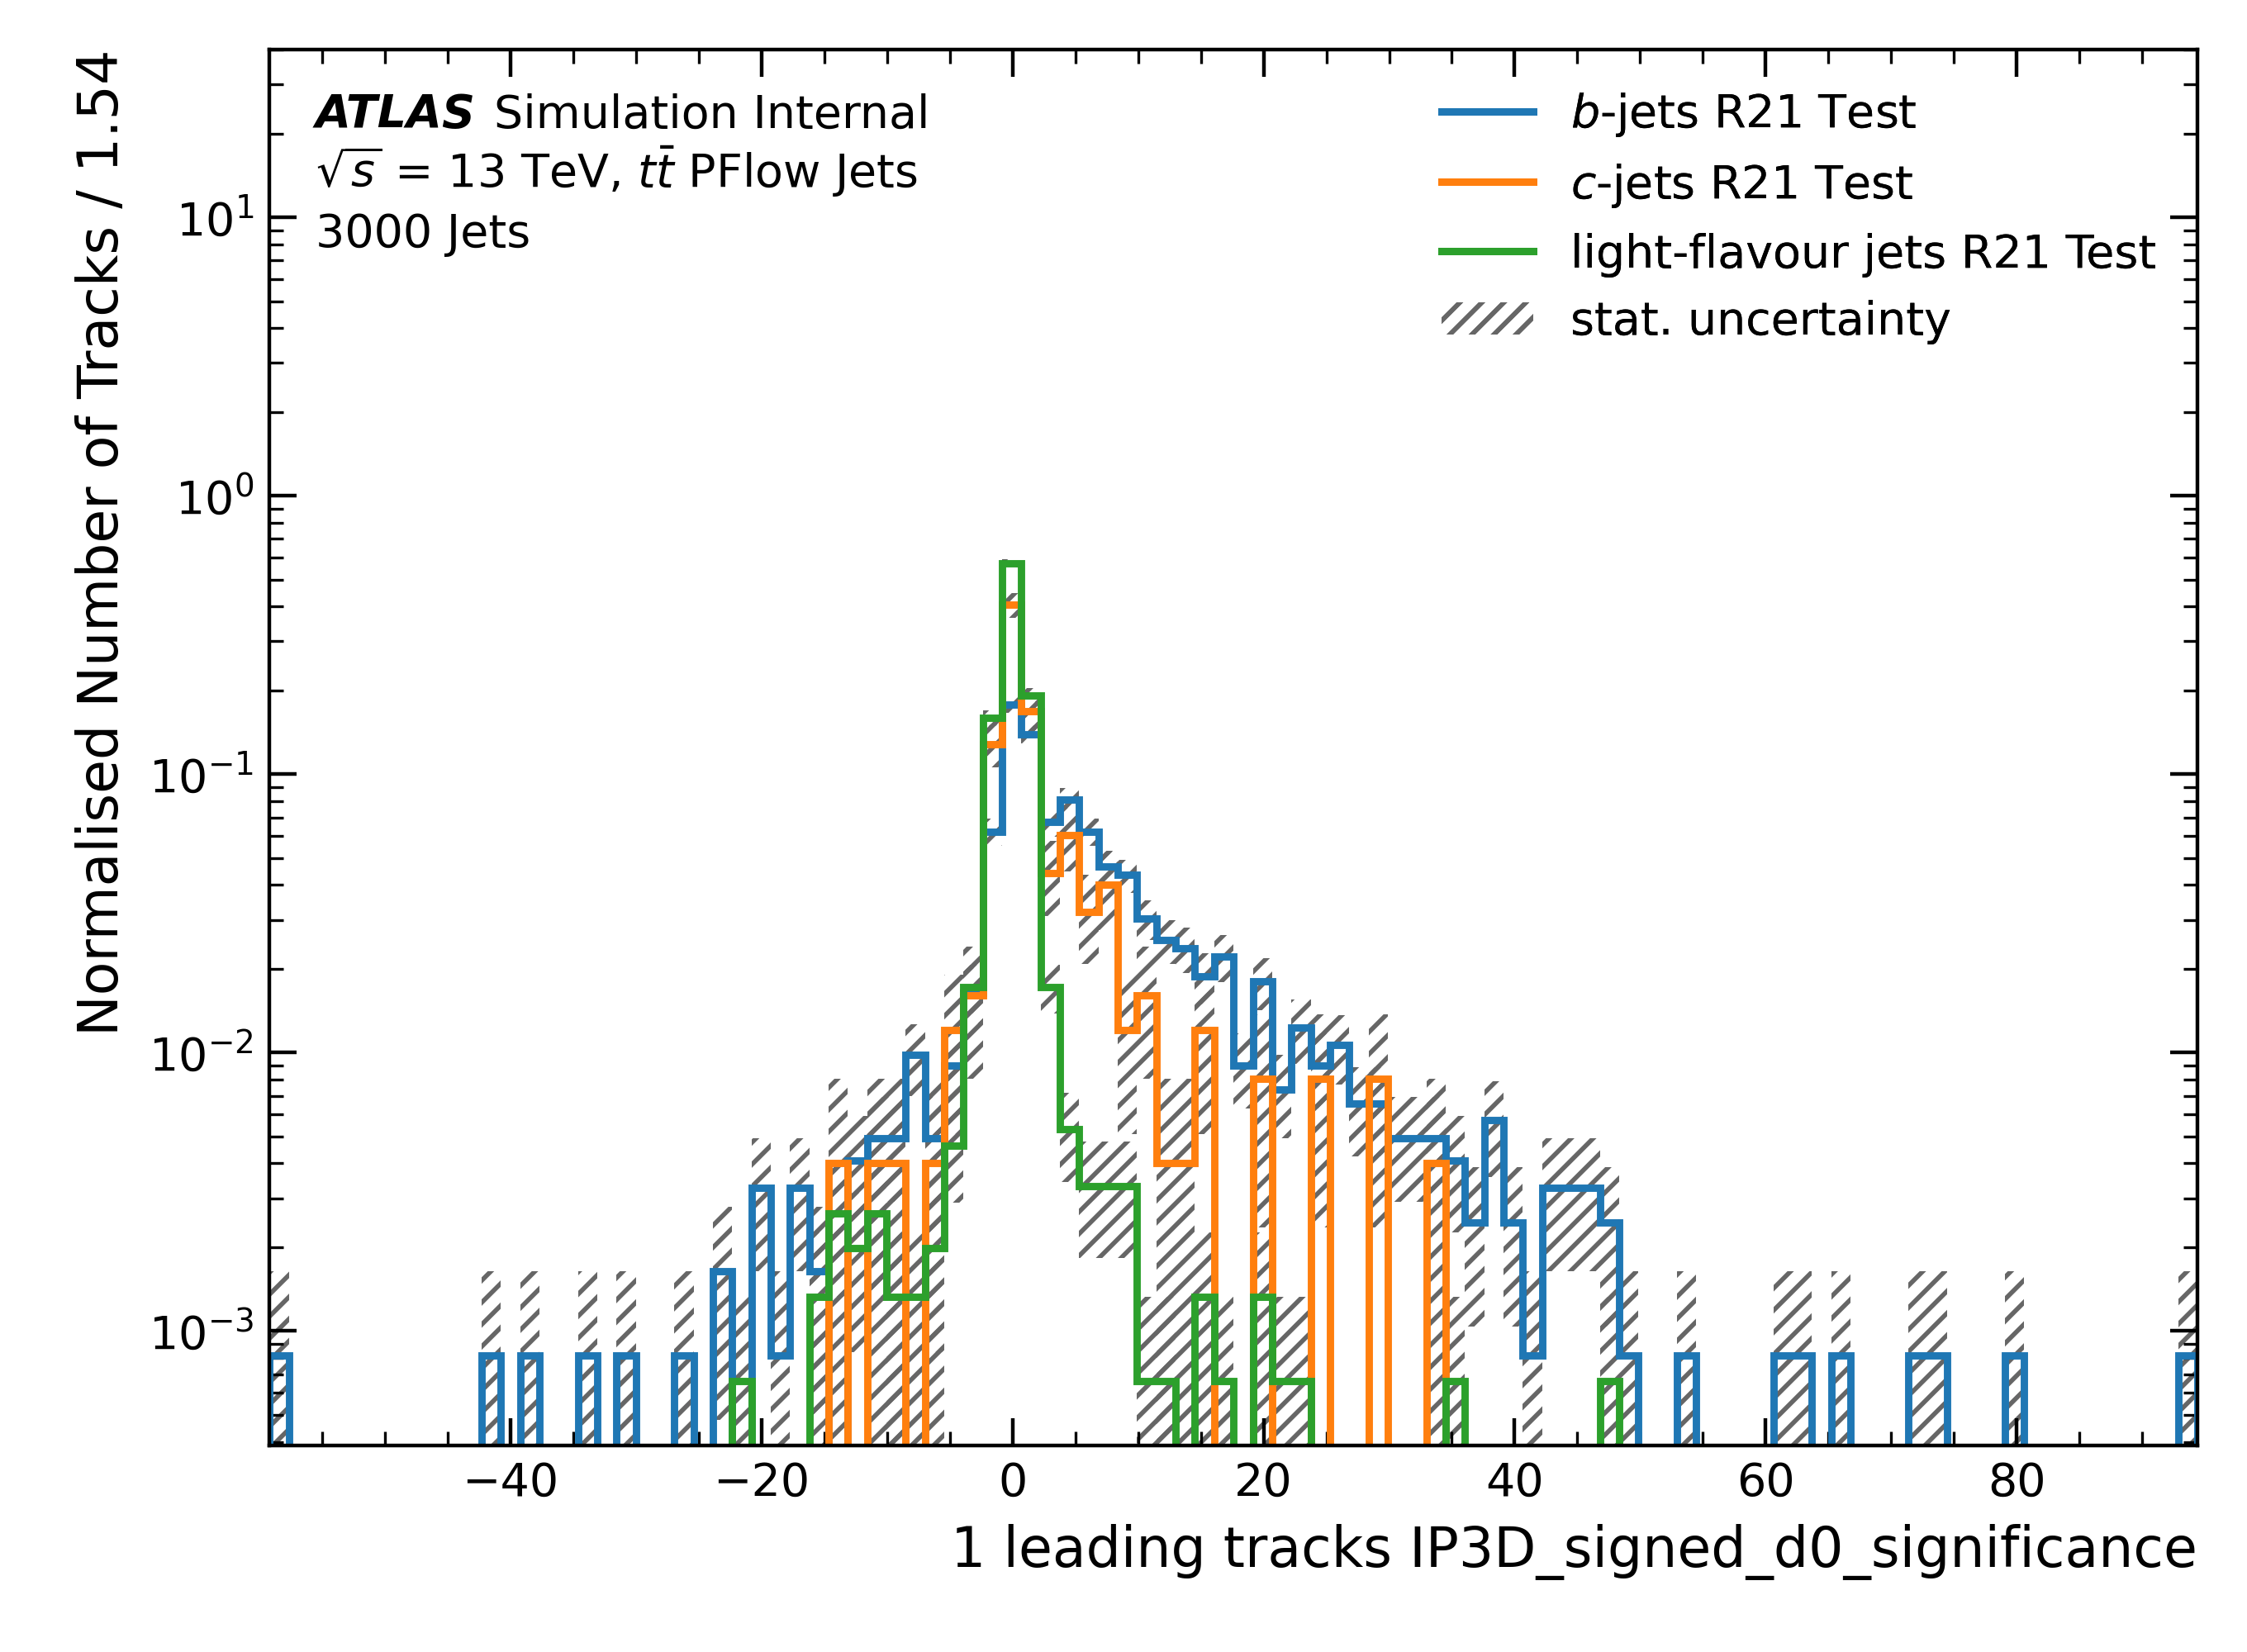 Normalised Number of Tracks / 1.54
ATLAS Simulation Internal
√s = 13 TeV, tt̄ PFlow Jets
3000 Jets
b-jets R21 Test
c-jets R21 Test
light-flavour jets R21 Test
stat. uncertainty
10¹
10⁰
10⁻¹
10⁻²
10⁻³
−40 −20 0 20 40 60 80
1 leading tracks IP3D_signed_d0_significance